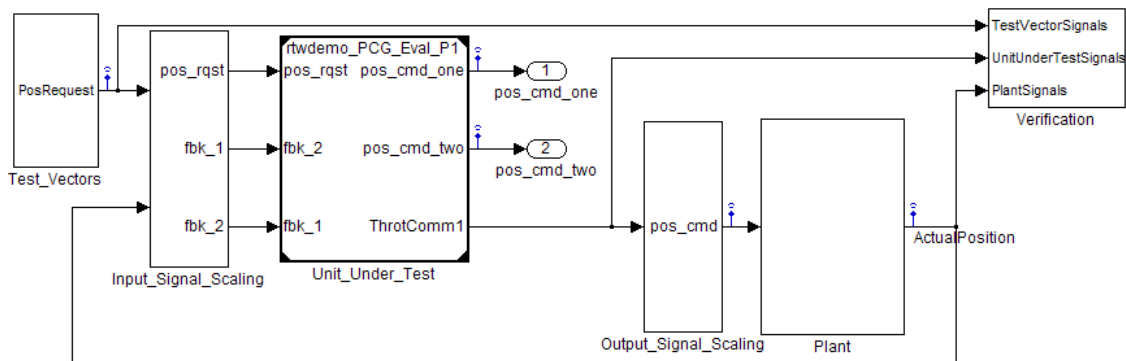 rtwdemo_PCG_Eval_P1
TestVectorSignals
UnitUnderTestSignals
PlantSignals
Verification
PosRequest
Test_Vectors
pos_rqst
fbk_1
fbk_2
Input_Signal_Scaling
pos_rqst
fbk_2
fbk_1
pos_cmd_one
pos_cmd_two
ThrotComm1
Unit_Under_Test
1
pos_cmd_one
2
pos_cmd_two
pos_cmd
Output_Signal_Scaling
Plant
ActualPosition